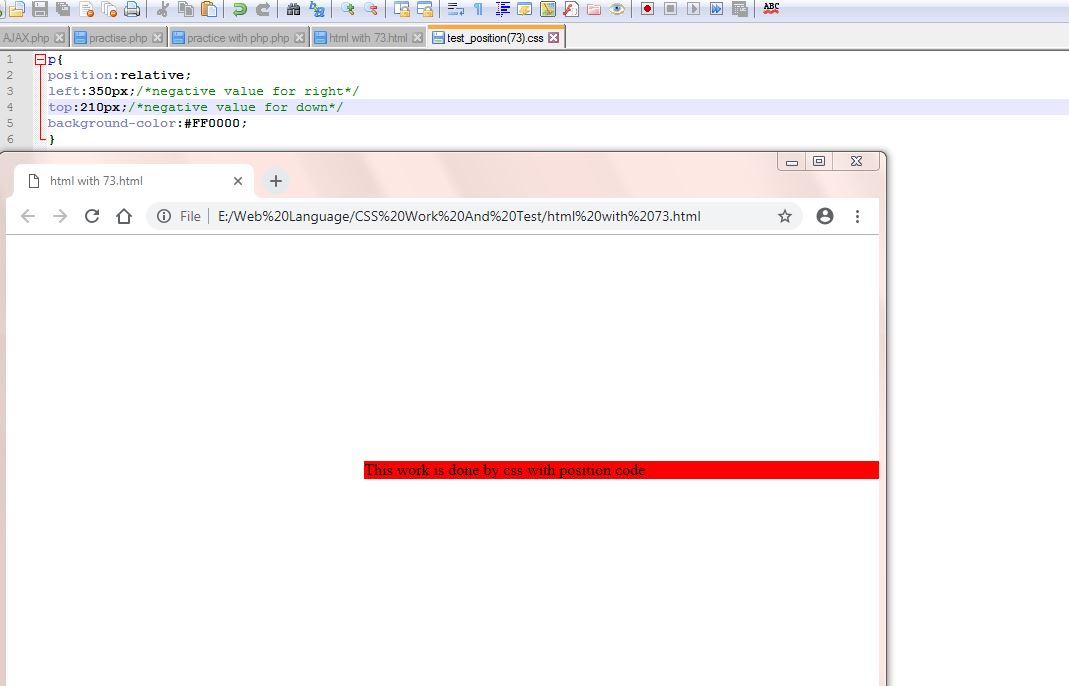 ABC
AJAX.php practise.php practice with php.php html with 73.html test_position(73).css
1 p{
2 position:relative;
3 left:350px;/*negative value for right*/
4 top:210px;/*negative value for down*/
5 background-color:#FF0000;
6 }
html with 73.html
File E:/Web%20Language/CSS%20Work%20And%20Test/html%20with%2073.html
This work is done by css with position code